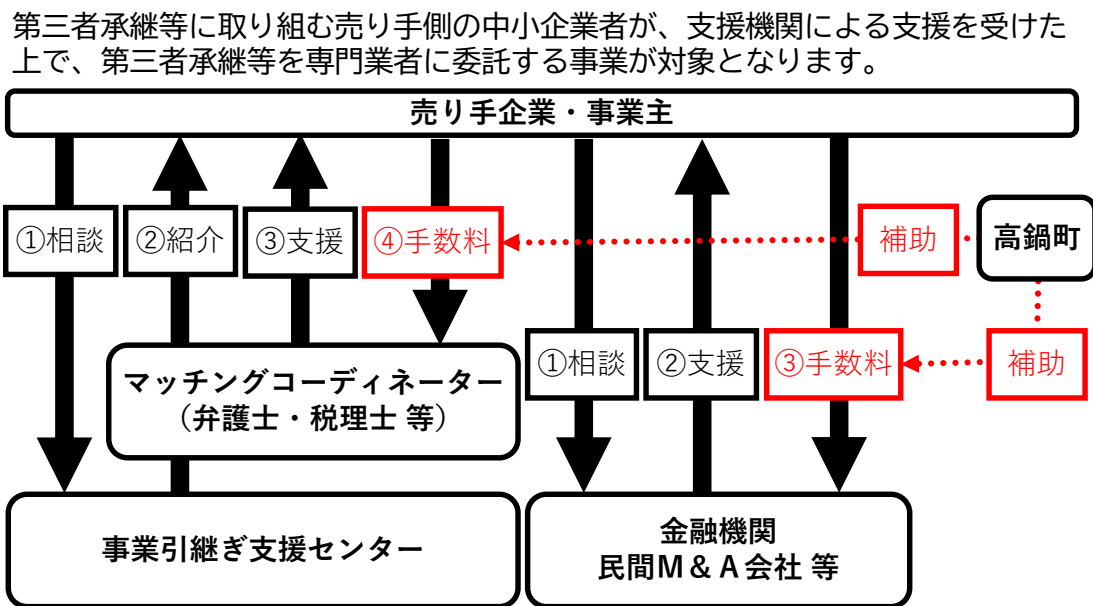 第三者承継等に取り組む売り手側の中小企業者が、支援機関による支援を受けた
上で、第三者承継等を専門業者に委託する事業が対象となります。
売り手企業・事業主
①相談
②紹介
③支援
④手数料
補助
高鍋町
マッチングコーディネーター
（弁護士・税理士 等）
①相談
②支援
③手数料
補助
事業引継ぎ支援センター
金融機関
民間M＆A会社 等